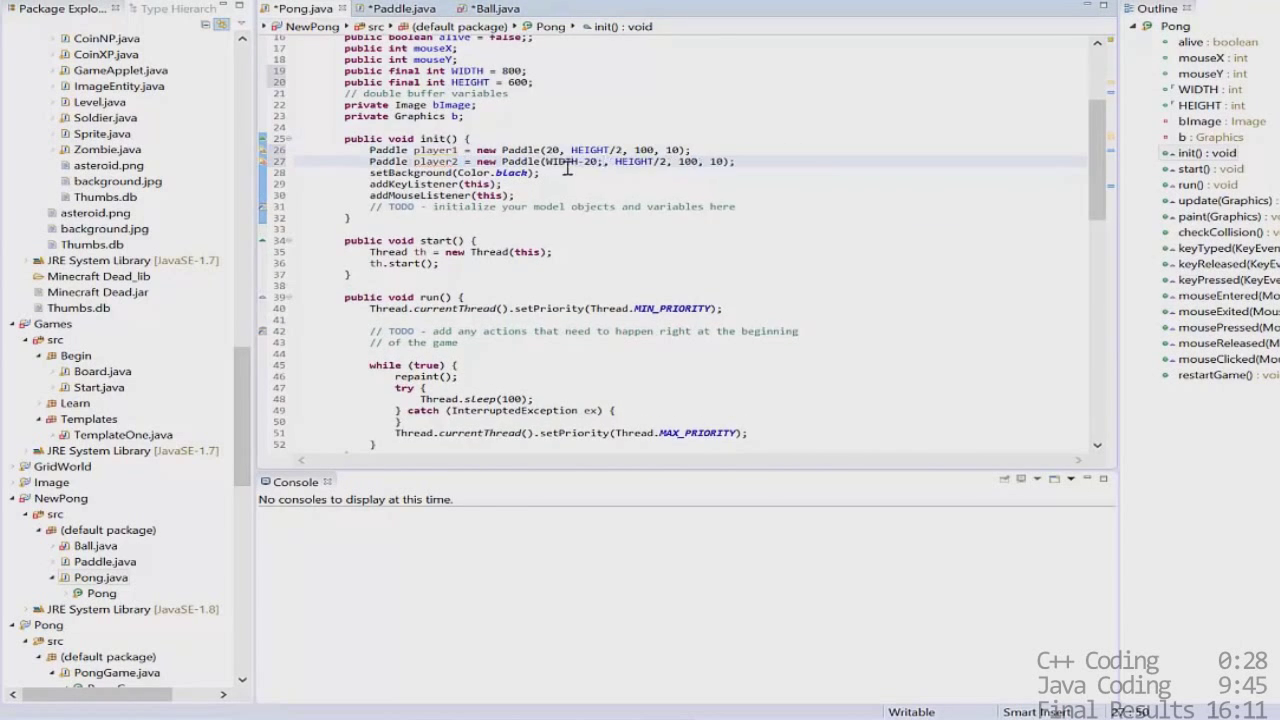 Package Explo...
Type Hierarch
*Pong.java
*Paddle.java
*Ball.java
Outline
CoinNP.java
CoinXP.java
GameApplet.java
ImageEntity.java
Level.java
Soldier.java
Sprite.java
Zombie.java
asteroid.png
background.jpg
Thumbs.db
asteroid.png
background.jpg
Thumbs.db
JRE System Library [JavaSE-1.7]
Minecraft Dead_lib
Minecraft Dead.jar
Thumbs.db
Games
src
Begin
Board.java
Start.java
Learn
Templates
TemplateOne.java
JRE System Library [JavaSE-1.7]
GridWorld
Image
NewPong
src
(default package)
Ball.java
Paddle.java
Pong.java
Pong
JRE System Library [JavaSE-1.8]
Pong
src
(default package)
PongGame.java
NewPong src (default package) Pong init() : void
16 public boolean alive = false;;
17 public int mouseX;
18 public int mouseY;
19 public final int WIDTH = 800;
20 public final int HEIGHT = 600;
21 // double buffer variables
22 private Image bImage;
23 private Graphics b;
24
25 public void init() {
26 Paddle player1 = new Paddle(20, HEIGHT/2, 100, 10);
27 Paddle player2 = new Paddle(WIDTH-20;, HEIGHT/2, 100, 10);
28 setBackground(Color.black);
29 addKeyListener(this);
30 addMouseListener(this);
31 // TODO - initialize your model objects and variables here
32 }
33
34 public void start() {
35 Thread th = new Thread(this);
36 th.start();
37 }
38
39 public void run() {
40 Thread.currentThread().setPriority(Thread.MIN_PRIORITY);
41
42 // TODO - add any actions that need to happen right at the beginning
43 // of the game
44
45 while (true) {
46 repaint();
47 try {
48 Thread.sleep(100);
49 } catch (InterruptedException ex) {
50 }
51 Thread.currentThread().setPriority(Thread.MAX_PRIORITY);
52 }
Console
No consoles to display at this time.
Pong
alive : boolean
mouseX : int
mouseY : int
WIDTH : int
HEIGHT : int
bImage : Image
b : Graphics
init() : void
start() : void
run() : void
update(Graphics)
paint(Graphics) :
checkCollision() :
keyTyped(KeyEve
keyReleased(KeyE
keyPressed(KeyEv
mouseEntered(Mo
mouseExited(Mou
mousePressed(Mo
mouseReleased(M
mouseClicked(Mo
restartGame() : vo
C++ Coding 0:28
Java Coding 9:45
Final Results 16:11
Writable
Smart Insert
27 : 50